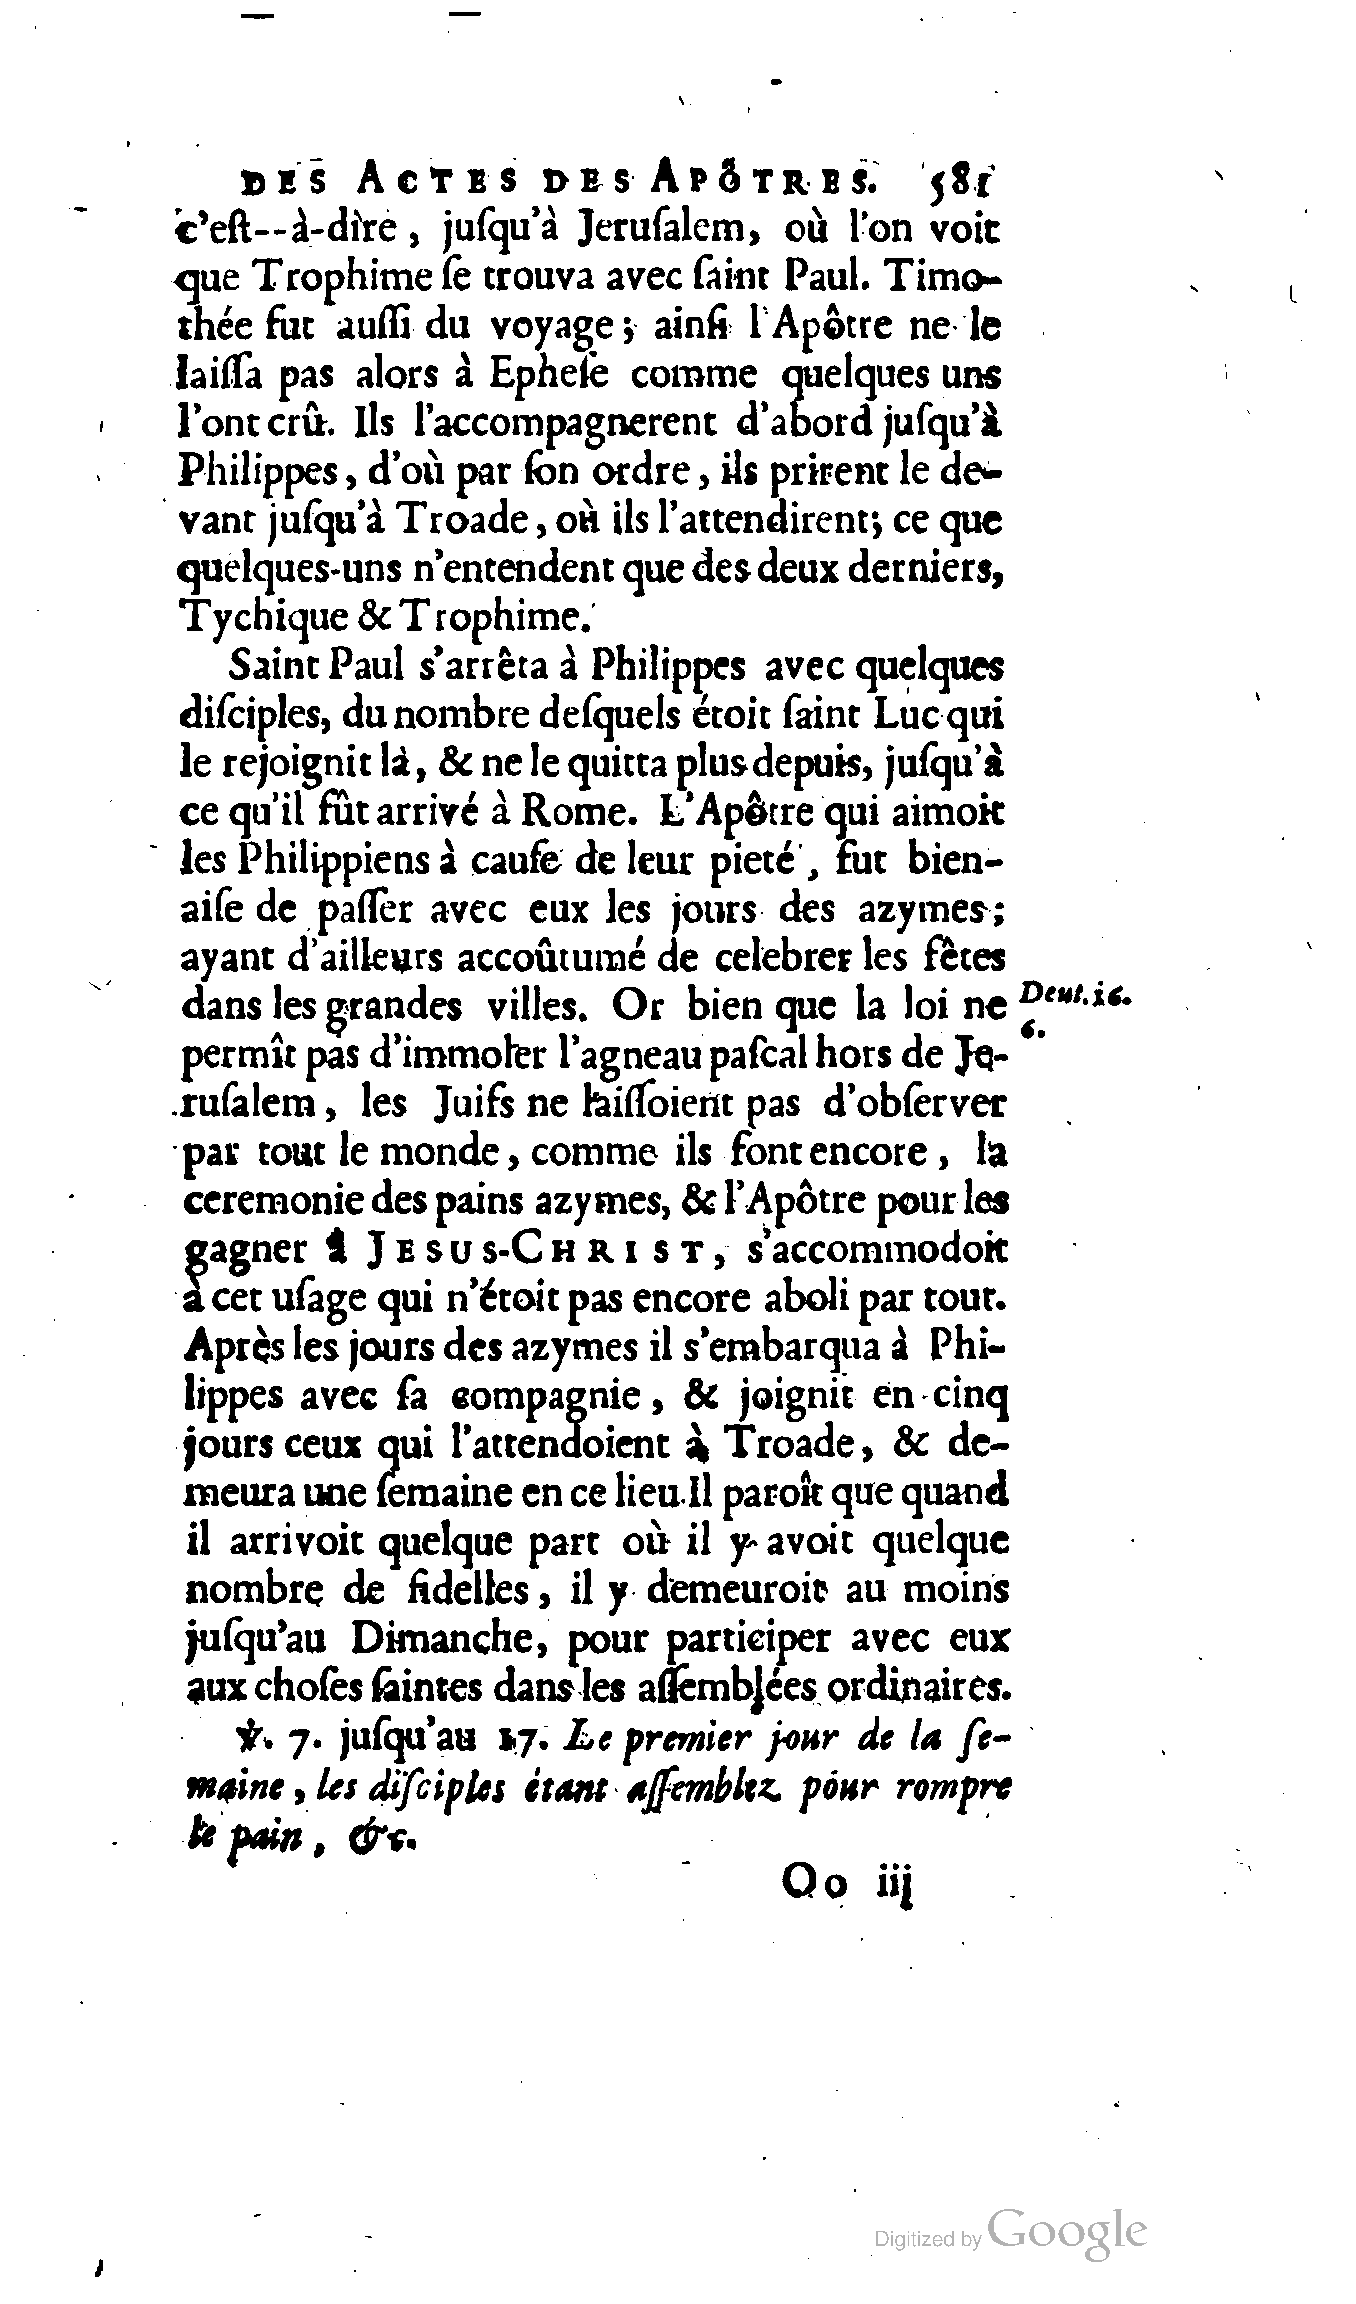 DES ACTES DES APÔTRES. 581
c'eſt--à-dire, juſqu'à Jeruſalem, où l'on voit
que Trophime ſe trouva avec ſaint Paul. Timo-
thée fut auſſi du voyage; ainſi l'Apôtre ne le
laiſſa pas alors à Epheſe comme quelques uns
l'ont crû. Ils l'accompagnerent d'abord juſqu'à
Philippes, d'où par ſon ordre, ils prirent le de-
vant juſqu'à Troade, où ils l'attendirent; ce que
quelques-uns n'entendent que des deux derniers,
Tychique & Trophime.
Saint Paul s'arrêta à Philippes avec quelques
diſciples, du nombre deſquels étoit ſaint Luc qui
le rejoignit là, & ne le quitta plus depuis, juſqu'à
ce qu'il fût arrivé à Rome. L'Apôtre qui aimoit
les Philippiens à cauſe de leur pieté, fut bien-
aiſe de paſſer avec eux les jours des azymes;
ayant d'ailleurs accoûtumé de celebrer les fêtes
dans les grandes villes. Or bien que la loi ne
Deut. 16.
6.
permît pas d'immoler l'agneau paſcal hors de Je-
ruſalem, les Juifs ne laiſſoient pas d'obſerver
par tout le monde, comme ils font encore, la
ceremonie des pains azymes, & l'Apôtre pour les
gagner à JESUS-CHRIST, s'accommodoit
à cet uſage qui n'étoit pas encore aboli par tout.
Après les jours des azymes il s'embarqua à Phi-
lippes avec ſa compagnie, & joignit en cinq
jours ceux qui l'attendoient à Troade, & de-
meura une ſemaine en ce lieu. Il paroît que quand
il arrivoit quelque part où il y avoit quelque
nombre de fidelles, il y demeuroit au moins
juſqu'au Dimanche, pour participer avec eux
aux choſes ſaintes dans les aſſemblées ordinaires.
℣. 7. juſqu'au 17. Le premier jour de la ſe-
maine, les diſciples étant aſſemblez pour rompre
le pain, &c.
Oo iij
Digitized by Google